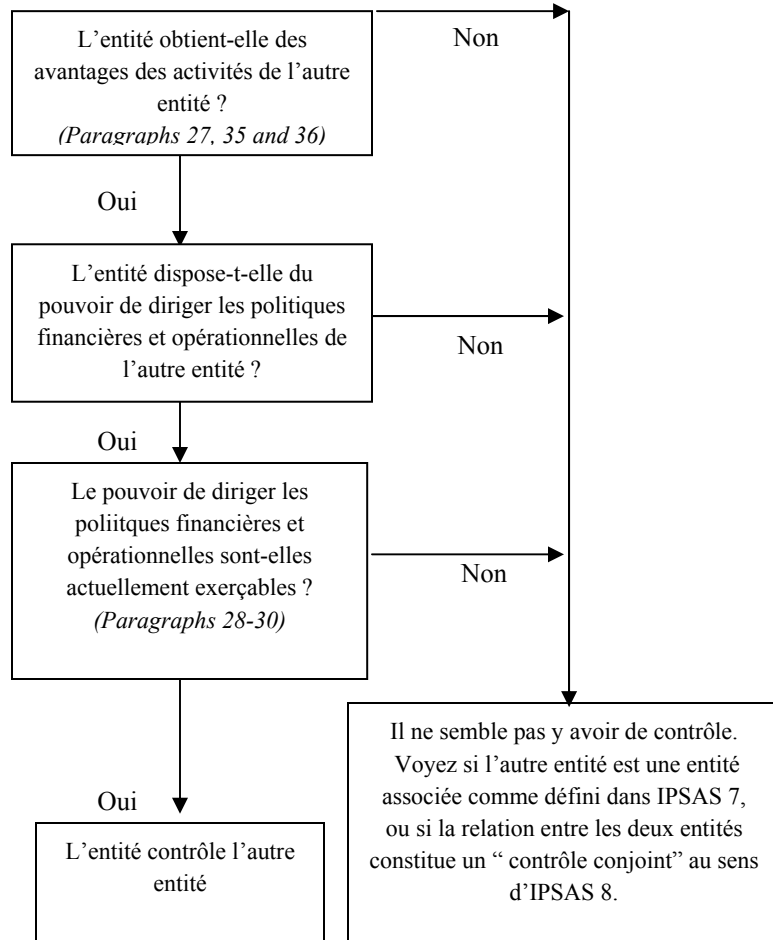 L’entité obtient-elle des
avantages des activités de l’autre
entité ?
(Paragraphs 27, 35 and 36)
Non
Oui
L’entité dispose-t-elle du
pouvoir de diriger les politiques
financières et opérationnelles de
l’autre entité ?
Non
Oui
Le pouvoir de diriger les
poliitques financières et
opérationnelles sont-elles
actuellement exerçables ?
(Paragraphs 28-30)
Non
Oui
L’entité contrôle l’autre
entité
Il ne semble pas y avoir de contrôle.
Voyez si l’autre entité est une entité
associée comme défini dans IPSAS 7,
ou si la relation entre les deux entités
constitue un “ contrôle conjoint” au sens
d’IPSAS 8.